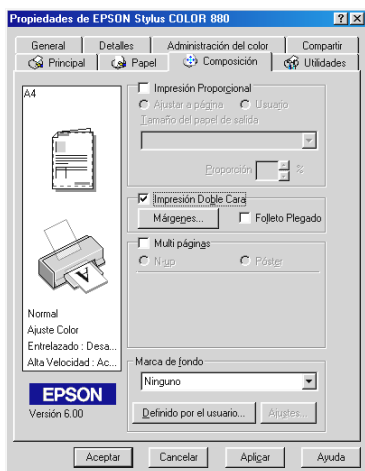 Propiedades de EPSON Stylus COLOR 880
General Detalles Administración del color Compartir
Principal Papel Composición Utilidades
A4
Impresión Proporcional
Ajustar a página Usuario
Tamaño del papel de salida
Proporción %
Impresión Doble Cara
Márgenes... Folleto Plegado
Multi páginas
N-up Póster
Normal
Ajuste Color
Entrelazado : Desa...
Alta Velocidad : Ac...
Marca de fondo
Ninguno
Definido por el usuario... Ajustes...
EPSON
Versión 6.00
Aceptar Cancelar Aplicar Ayuda